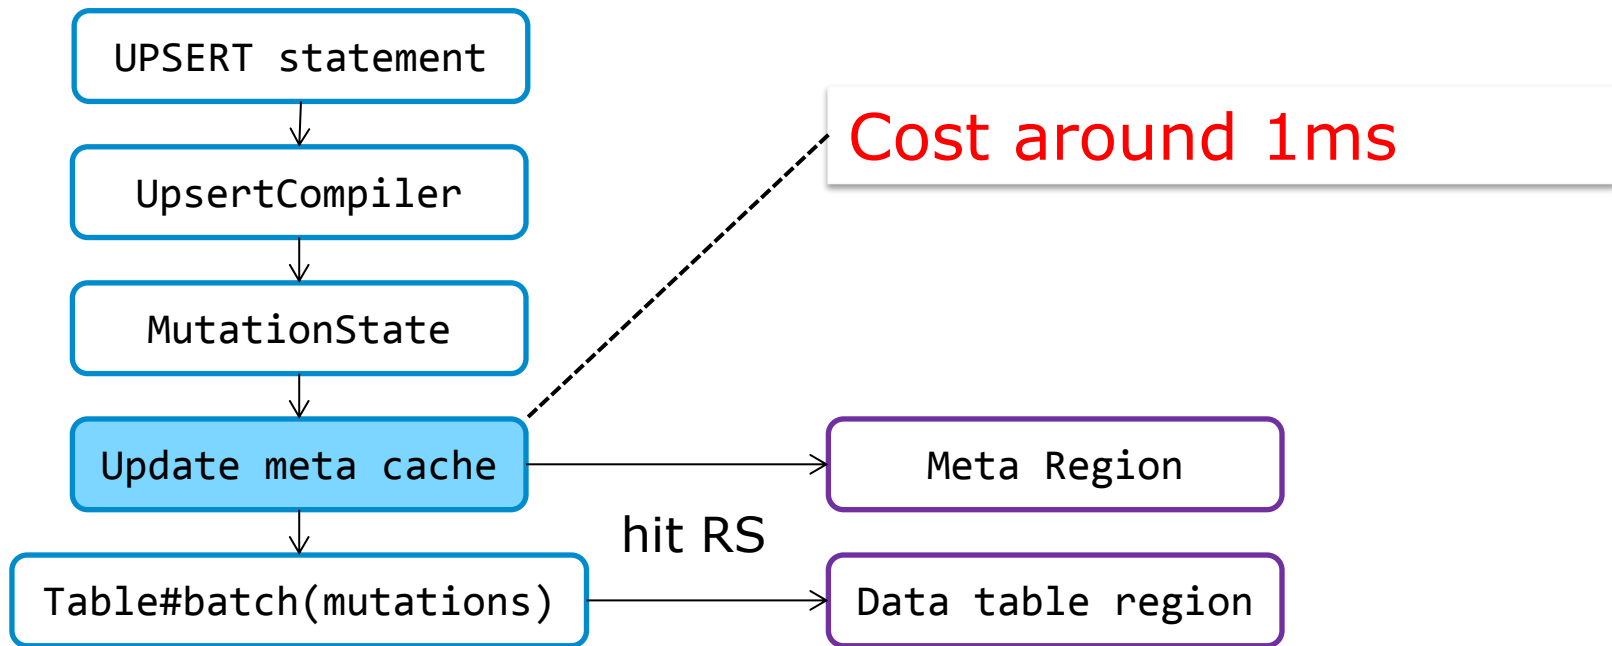 UPSERT statement
Cost around 1ms
UpsertCompiler
MutationState
Update meta cache
Meta Region
hit RS
Table#batch(mutations)
Data table region